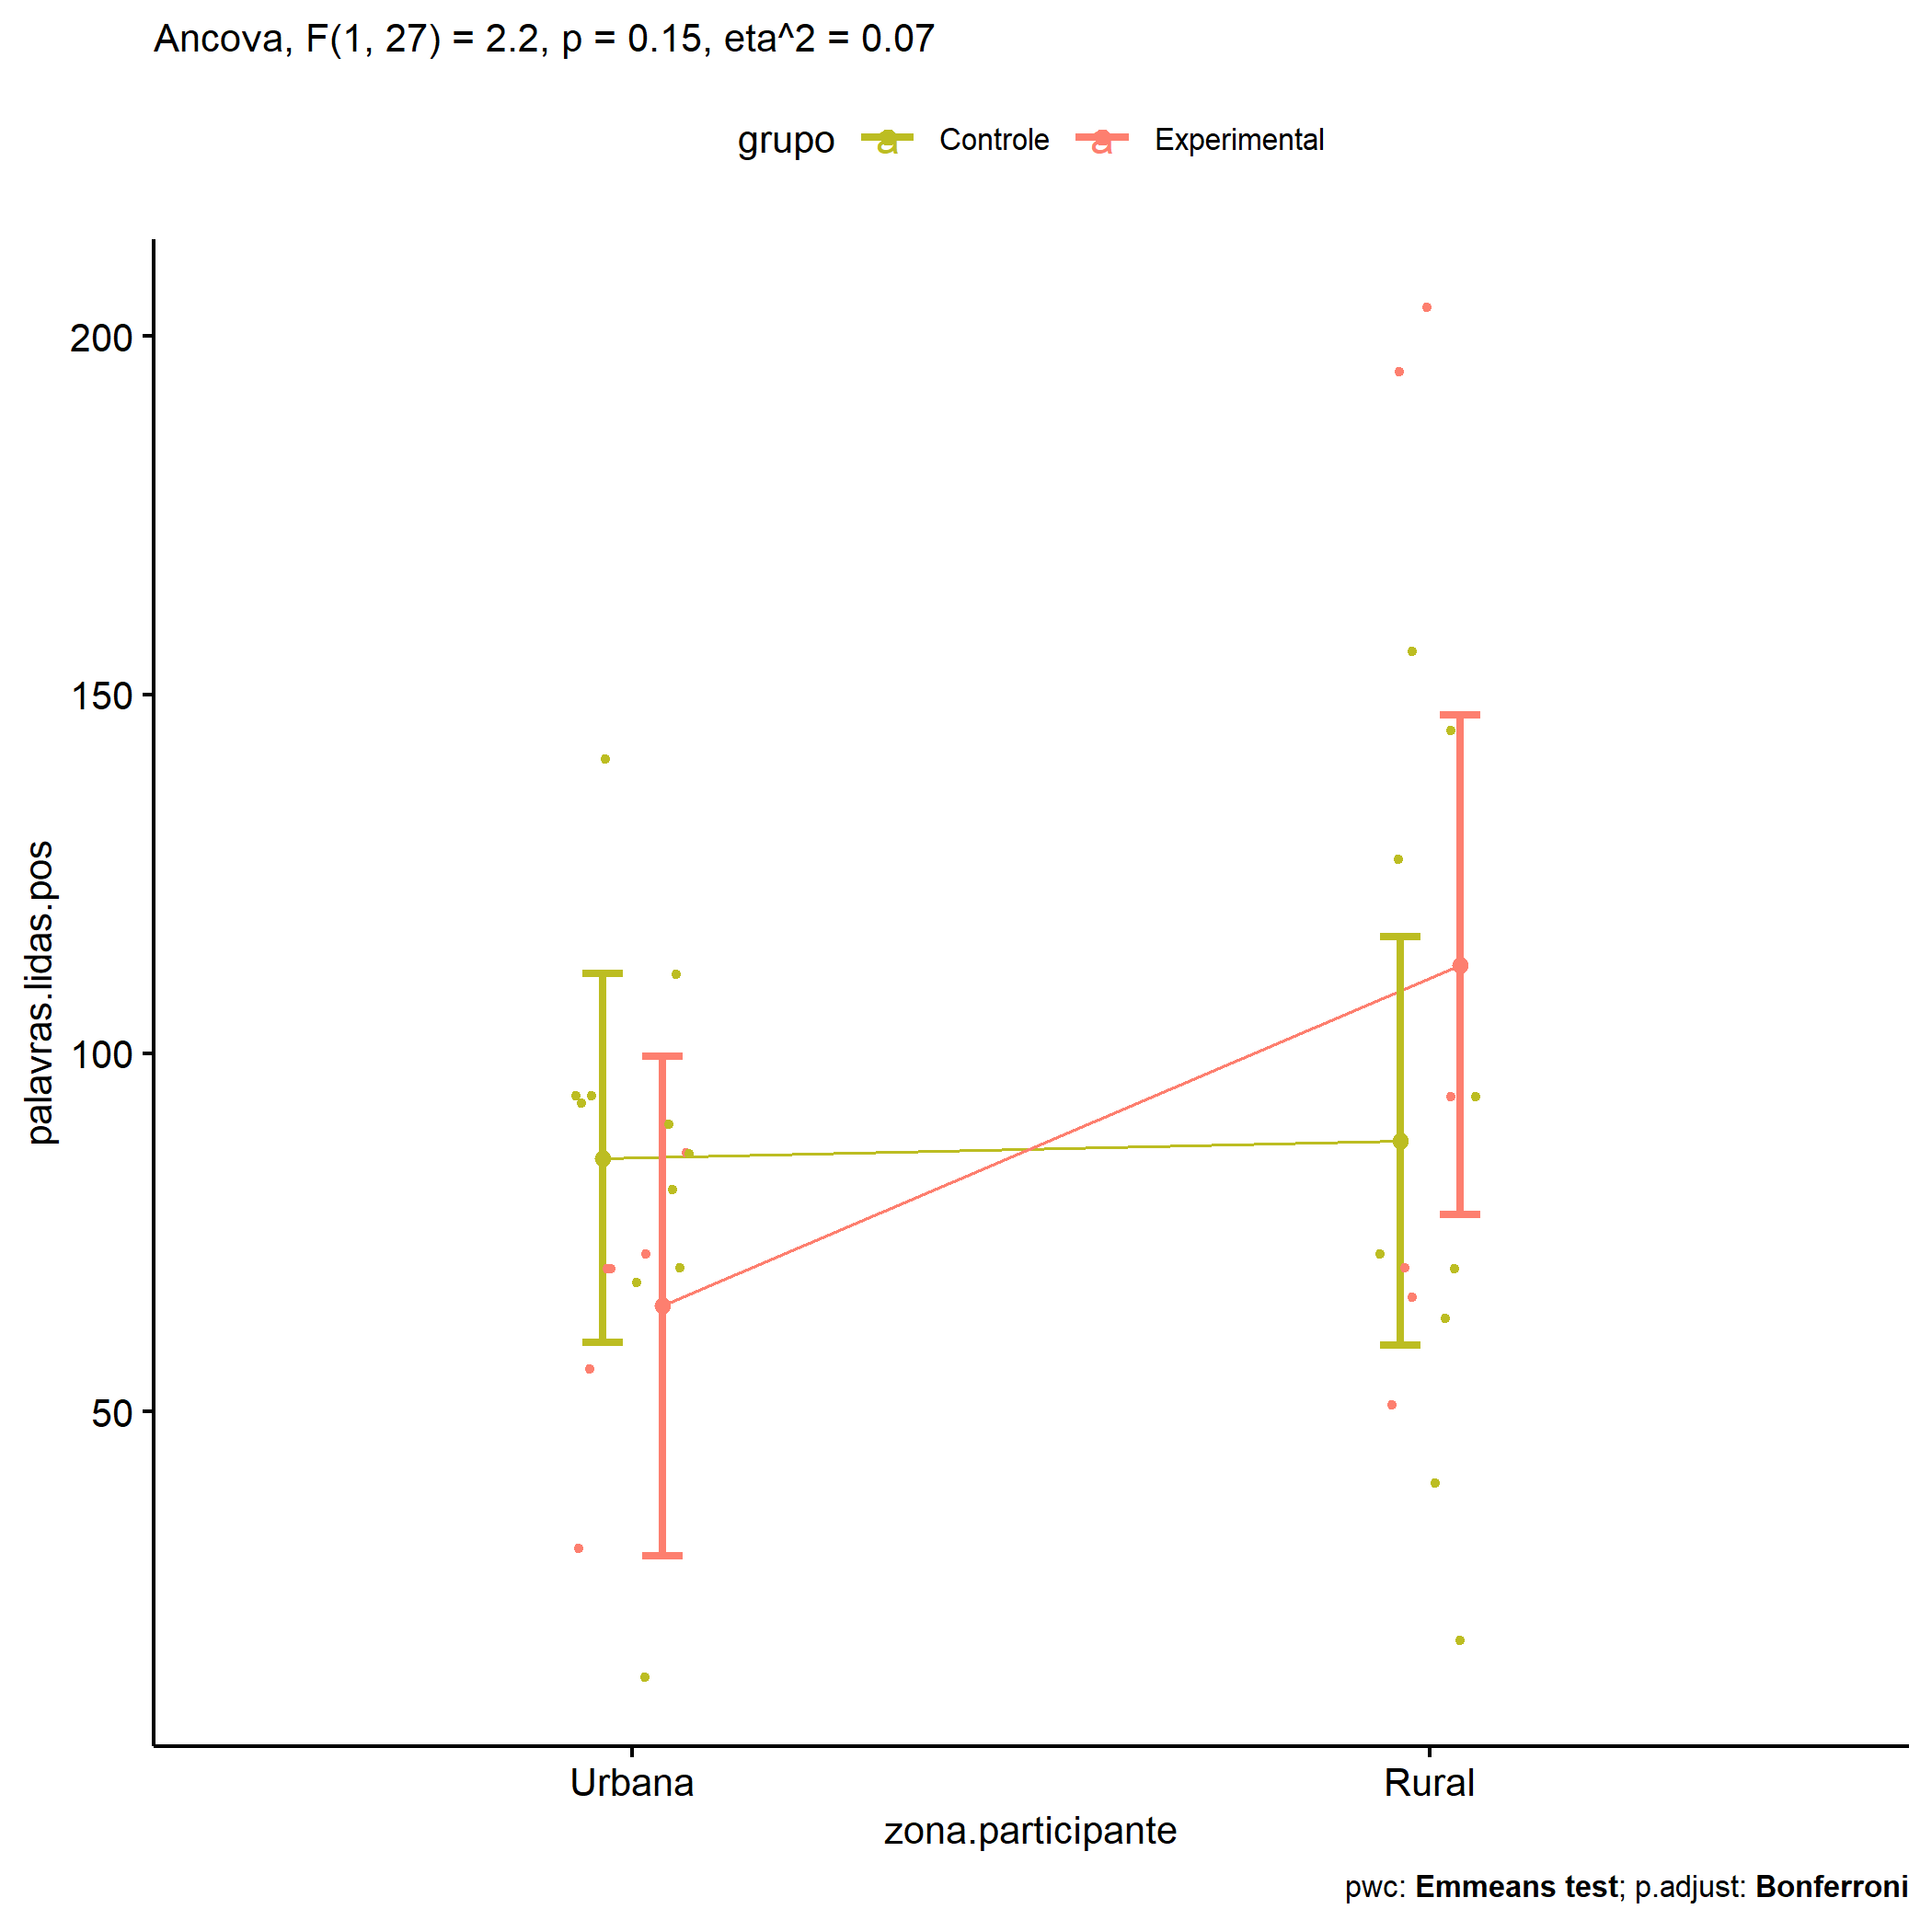 Ancova, F(1, 27) = 2.2, p = 0.15, eta^2 = 0.07
grupo a Controle a Experimental
200
150
100
50
palavras.lidas.pos
Urbana Rural
zona.participante
pwc: Emmeans test; p.adjust: Bonferroni